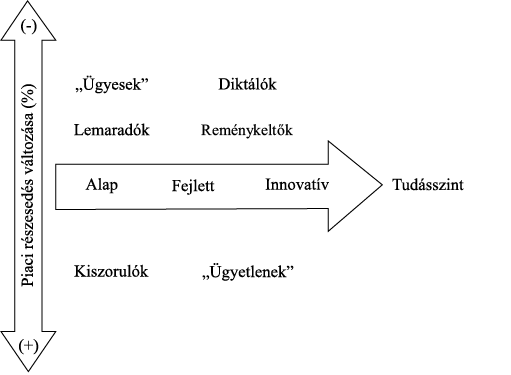 (-)
„Ügyesek” Diktálók
Lemaradók Reménykeltők
Alap Fejlett Innovatív Tudásszint
Kiszorulók „Ügyetlenek”
(+)
Piaci részesedés változása (%)